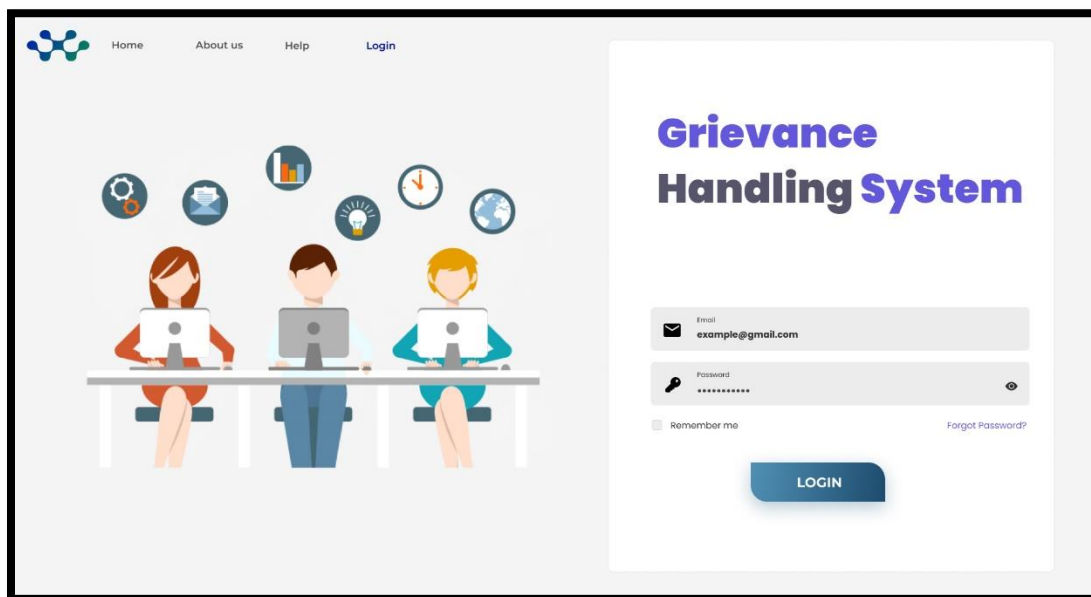 Home About us Help Login
Grievance
Handling System
Email
example@gmail.com
Password
•••••••••••
Remember me Forgot Password?
LOGIN